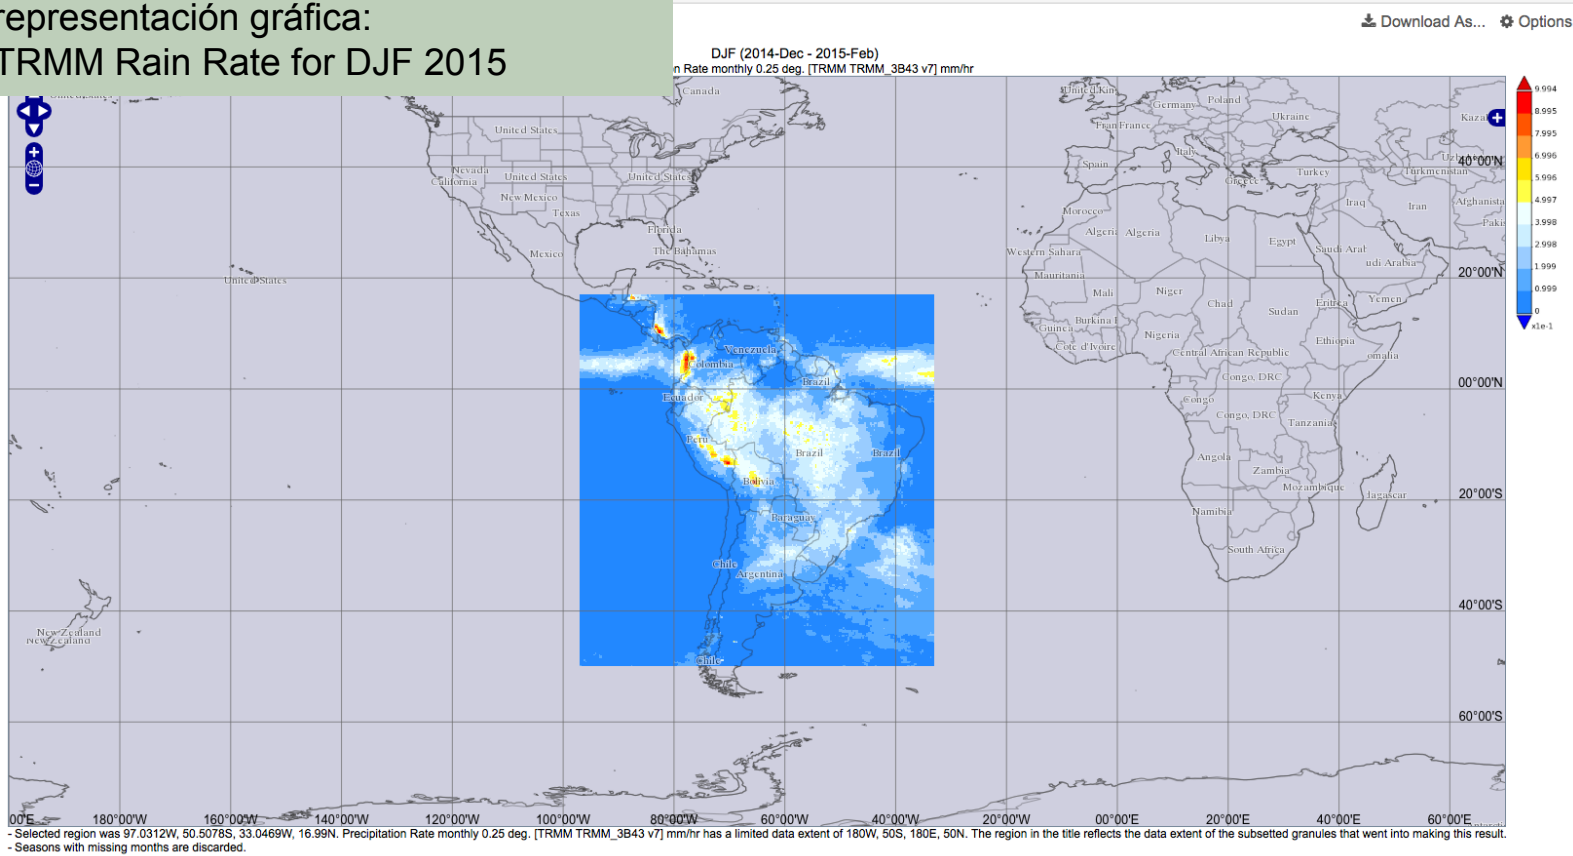 representación gráfica:
TRMM Rain Rate for DJF 2015
Download As... Options
DJF (2014-Dec - 2015-Feb)
n Rate monthly 0.25 deg. [TRMM TRMM_3B43 v7] mm/hr
Canada
United States
Nevada
California
United States
United States
New Mexico
Texas
Florida
The Bahamas
Mexico
United States
United Kin
Germany
Poland
Ukraine
Kaza
Fran France
Spain
Italy
Greece
Turkey
Turkmenistan
Morocco
Iraq
Iran
Afghanista
Pakis
Algeri Algeria
Libya
Egypt
Saudi Arab
udi Arabia
Western Sahara
Mauritania
Mali
Niger
Chad
Sudan
Eritrea
Yemen
Burkina F
Guinea
Cote d'Ivoire
Nigeria
Central African Republic
Ethiopia
omalia
Congo, DRC
Congo
Kenya
Congo, DRC
Tanzania
Angola
Zambia
Mozambique
dagascar
Namibia
South Africa
Venezuela
Colombia
Brazil
Ecuador
Peru
Brazil
Brazil
Bolivia
Paraguay
Chile
Argentina
Chile
New Zealand
New Zealand
40°00'N
20°00'N
00°00'N
20°00'S
40°00'S
60°00'S
00°E
180°00'W
160°00'W
140°00'W
120°00'W
100°00'W
80°00'W
60°00'W
40°00'W
20°00'W
00°00'E
20°00'E
40°00'E
60°00'E
9.994
8.995
7.995
6.996
5.996
4.997
3.998
2.998
1.999
0.999
0
x1e-1
- Selected region was 97.0312W, 50.5078S, 33.0469W, 16.99N. Precipitation Rate monthly 0.25 deg. [TRMM TRMM_3B43 v7] mm/hr has a limited data extent of 180W, 50S, 180E, 50N. The region in the title reflects the data extent of the subsetted granules that went into making this result.
- Seasons with missing months are discarded.